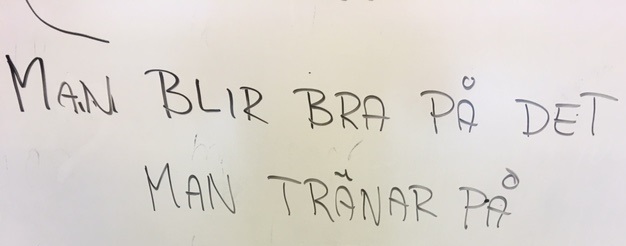 MAN BLIR BRA PÅ DET
MAN TRÄNAR PÅ